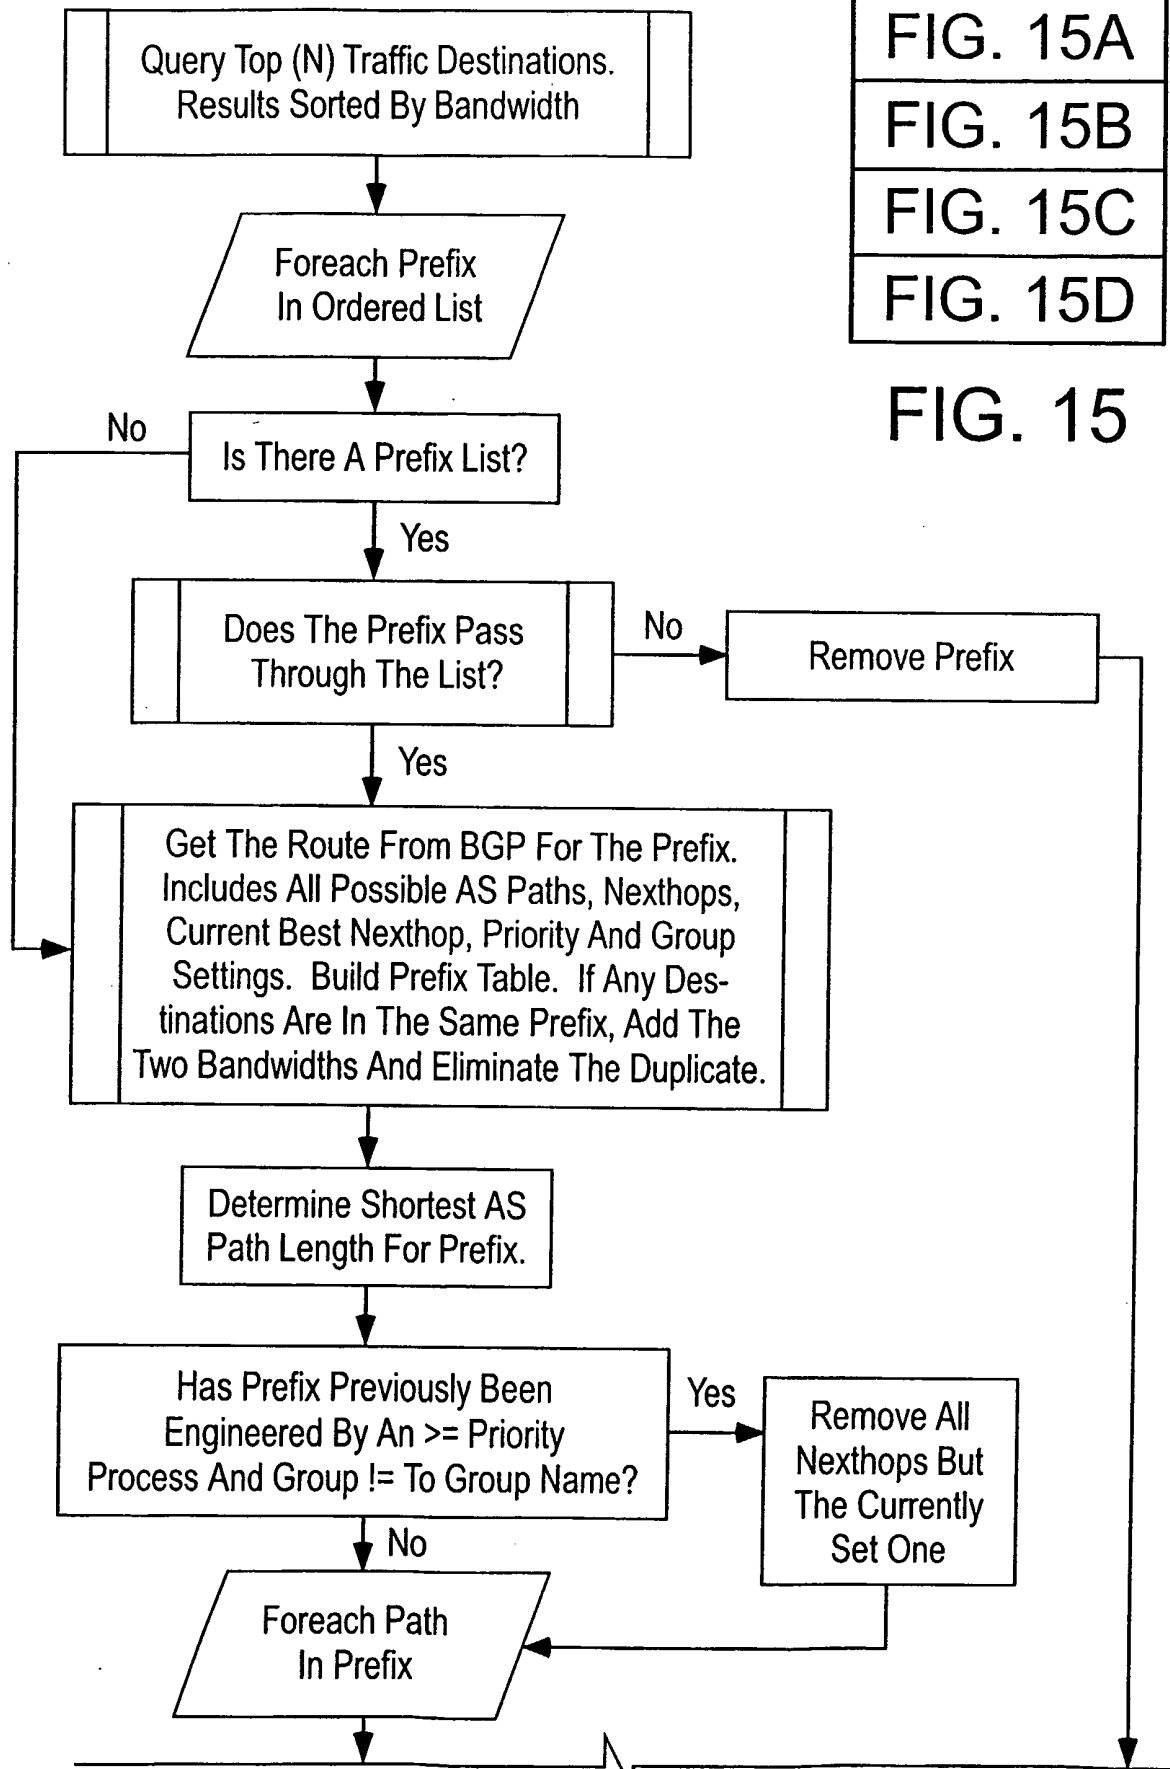 Query Top (N) Traffic Destinations.
Results Sorted By Bandwidth
FIG. 15A
FIG. 15B
FIG. 15C
FIG. 15D
FIG. 15
Foreach Prefix
In Ordered List
No
Is There A Prefix List?
Yes
Does The Prefix Pass
Through The List?
No
Remove Prefix
Yes
Get The Route From BGP For The Prefix.
Includes All Possible AS Paths, Nexthops,
Current Best Nexthop, Priority And Group
Settings. Build Prefix Table. If Any Des-
tinations Are In The Same Prefix, Add The
Two Bandwidths And Eliminate The Duplicate.
Determine Shortest AS
Path Length For Prefix.
Has Prefix Previously Been
Engineered By An >= Priority
Process And Group != To Group Name?
Yes
Remove All
Nexthops But
The Currently
Set One
No
Foreach Path
In Prefix